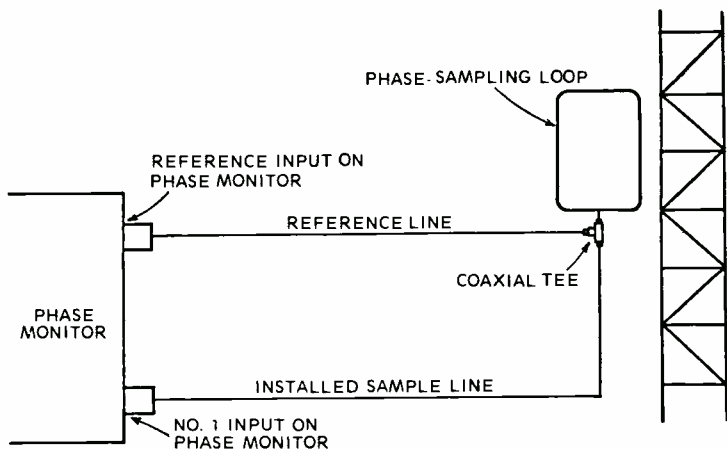 PHASE-SAMPLING LOOP
REFERENCE INPUT ON
PHASE MONITOR
REFERENCE LINE
COAXIAL TEE
PHASE
MONITOR
INSTALLED SAMPLE LINE
NO. 1 INPUT ON
PHASE MONITOR